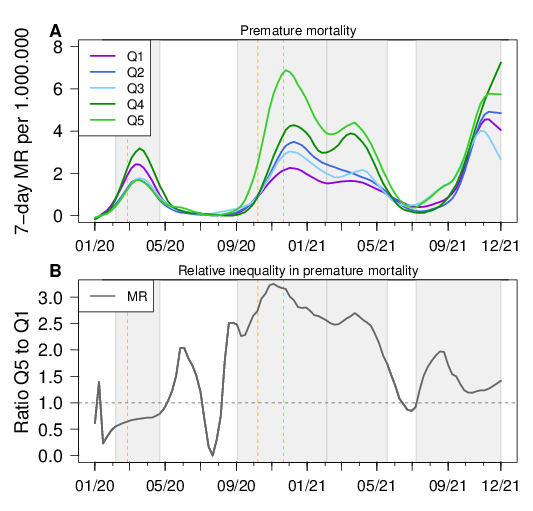 A
Premature mortality
7−day MR per 1.000.000
8
6
4
2
0
Q1
Q2
Q3
Q4
Q5
01/20 05/20 09/20 01/21 05/21 09/21 12/21
B
Relative inequality in premature mortality
Ratio Q5 to Q1
3.0
2.5
2.0
1.5
1.0
0.5
0.0
MR
01/20 05/20 09/20 01/21 05/21 09/21 12/21